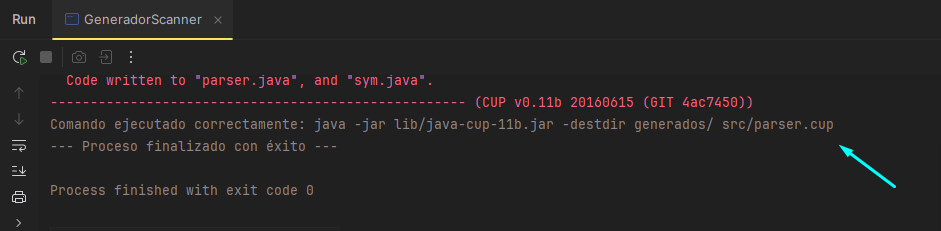 Run
GeneradorScanner
Code written to "parser.java", and "sym.java".
---------------------------------------------------- (CUP v0.11b 20160615 (GIT 4ac7450))
Comando ejecutado correctamente: java -jar lib/java-cup-11b.jar -destdir generados/ src/parser.cup
--- Proceso finalizado con éxito ---
Process finished with exit code 0